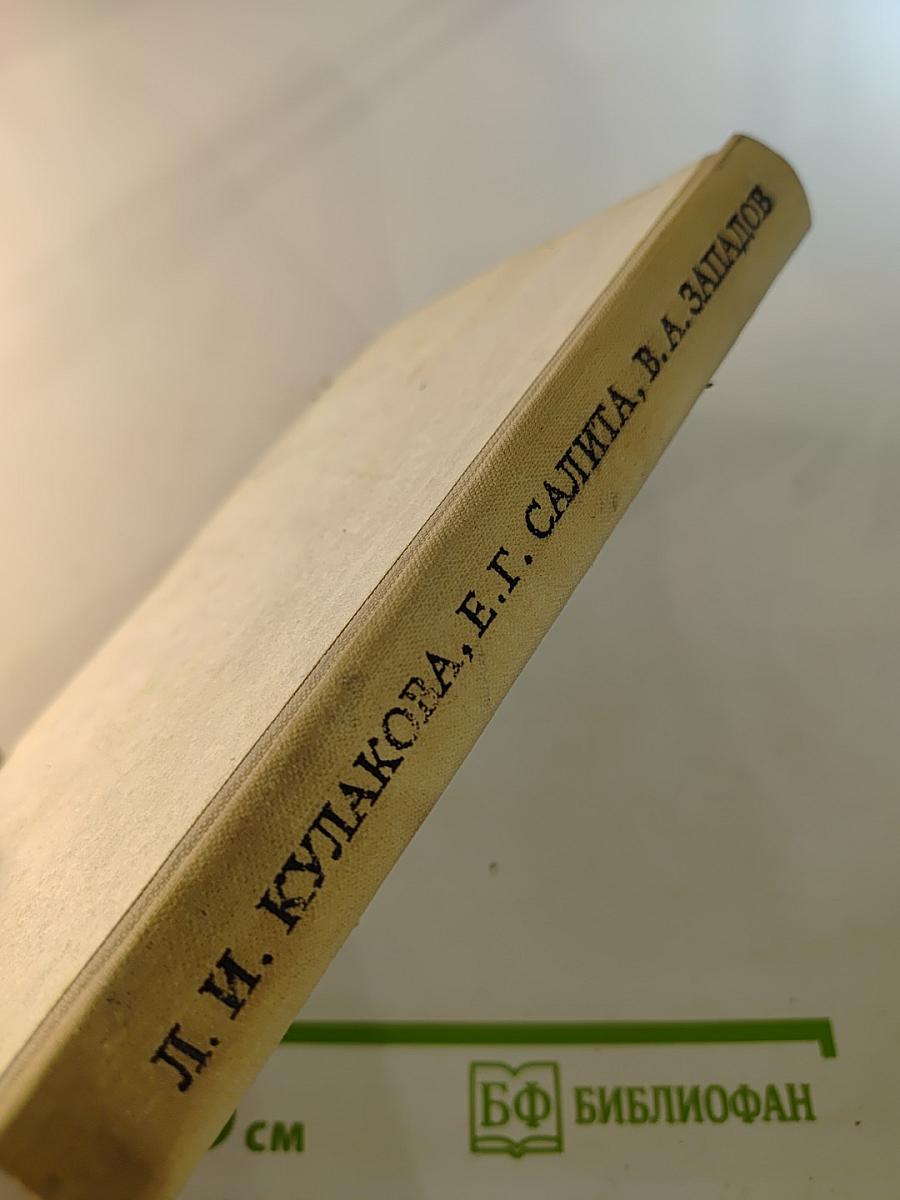 Л. И. КУЛАКОВА, Е.Г. САЛИТА, В.А. ЗАПАДОВ
см
БФ БИБЛИОФАН